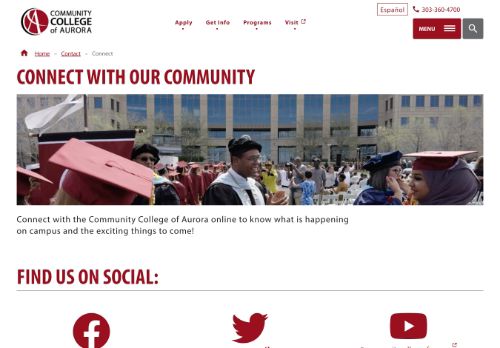 COMMUNITY
COLLEGE
of AURORA
Español
303-360-4700
Apply
Get Info
Programs
Visit
MENU
Home – Contact – Connect
CONNECT WITH OUR COMMUNITY
Connect with the Community College of Aurora online to know what is happening
on campus and the exciting things to come!
FIND US ON SOCIAL: